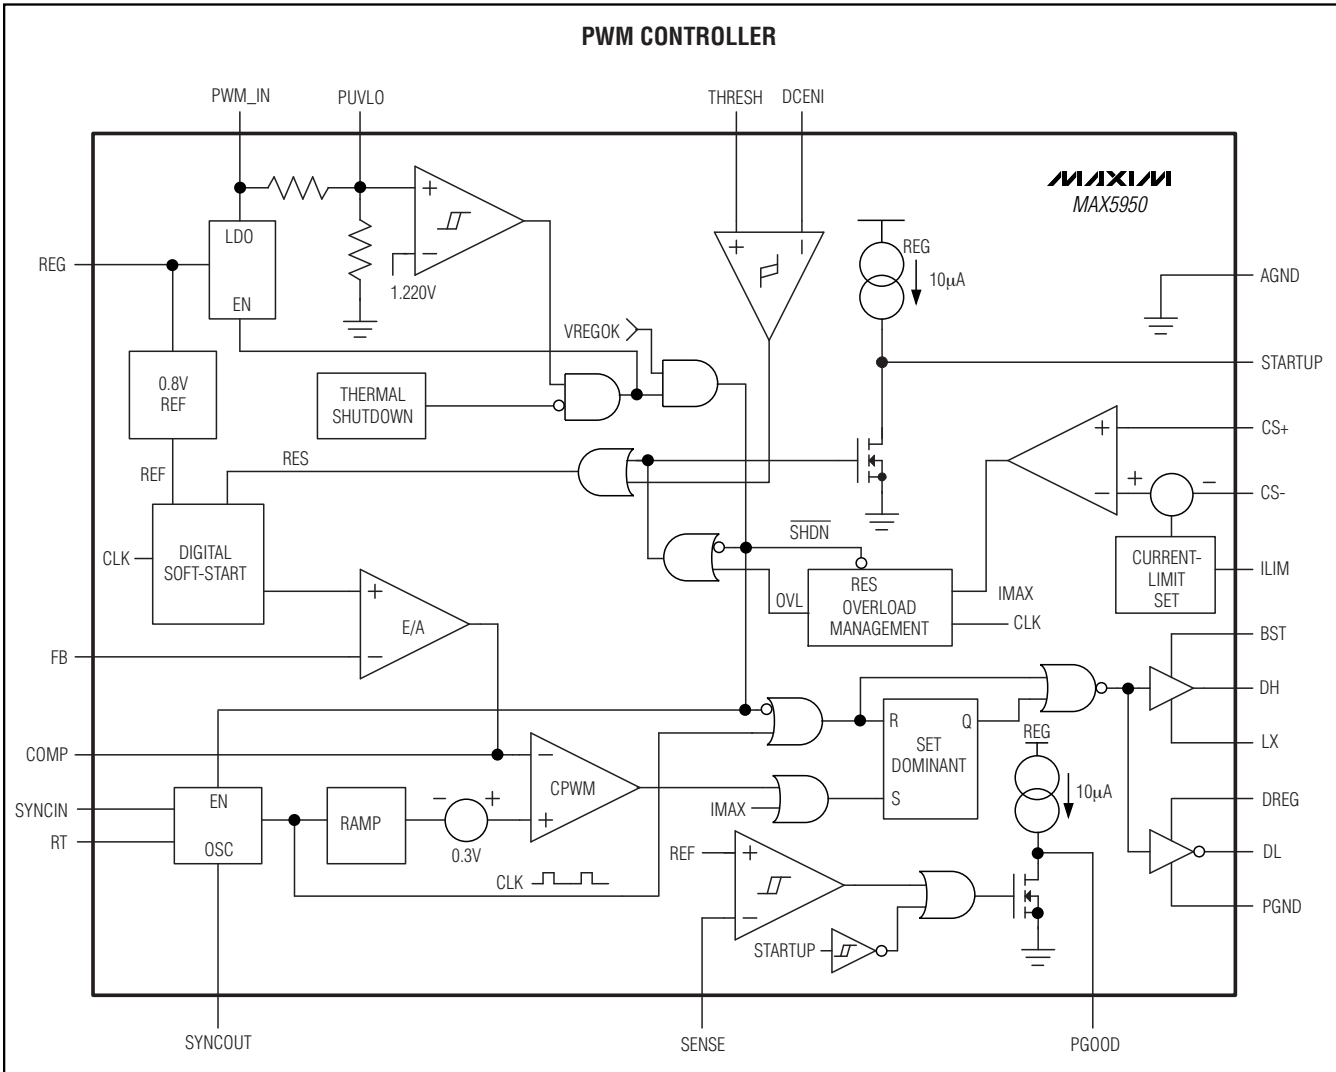 PWM CONTROLLER
PWM_IN
PUVLO
THRESH
DCENI
MAXIM
MAX5950
LDO
EN
REG
1.220V
REG
10µA
AGND
VREGOK
STARTUP
0.8V
REF
THERMAL
SHUTDOWN
CS+
CS-
REF
RES
SHDN
CLK
DIGITAL
SOFT-START
OVL
RES
OVERLOAD
MANAGEMENT
IMAX
CLK
CURRENT-
LIMIT
SET
ILIM
E/A
FB
BST
DH
LX
R
Q
SET
DOMINANT
S
REG
10µA
COMP
CPWM
IMAX
SYNCIN
RT
EN
OSC
RAMP
0.3V
CLK
REF
DREG
DL
PGND
STARTUP
SYNCOUT
SENSE
PGOOD